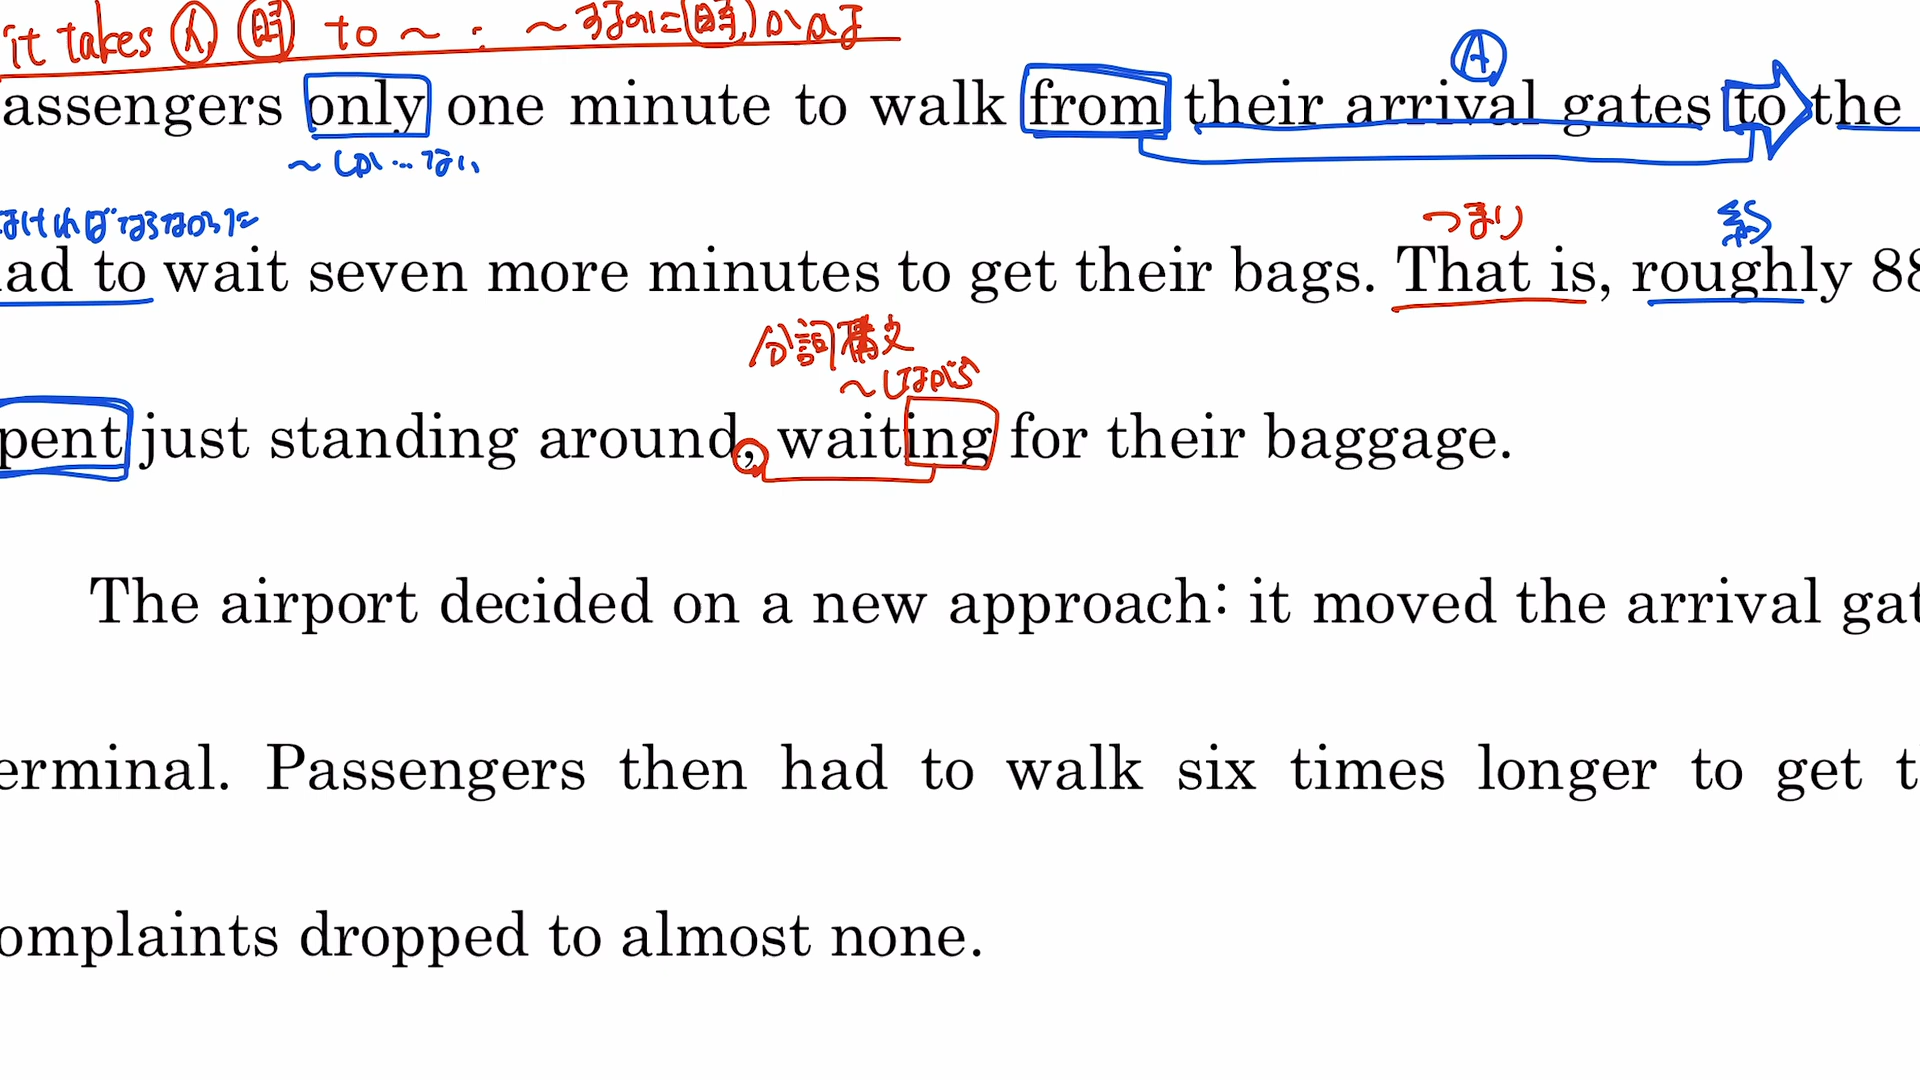 it takes 人 時 to ~ : ~するのに(時)かかる
A
assengers only one minute to walk from their arrival gates to the
~しか…ない
なければならなかった
つまり
約
ad to wait seven more minutes to get their bags. That is, roughly 88
分詞構文
~しながら
pent just standing around, waiting for their baggage.
The airport decided on a new approach: it moved the arrival gat
erminal. Passengers then had to walk six times longer to get t
omplaints dropped to almost none.